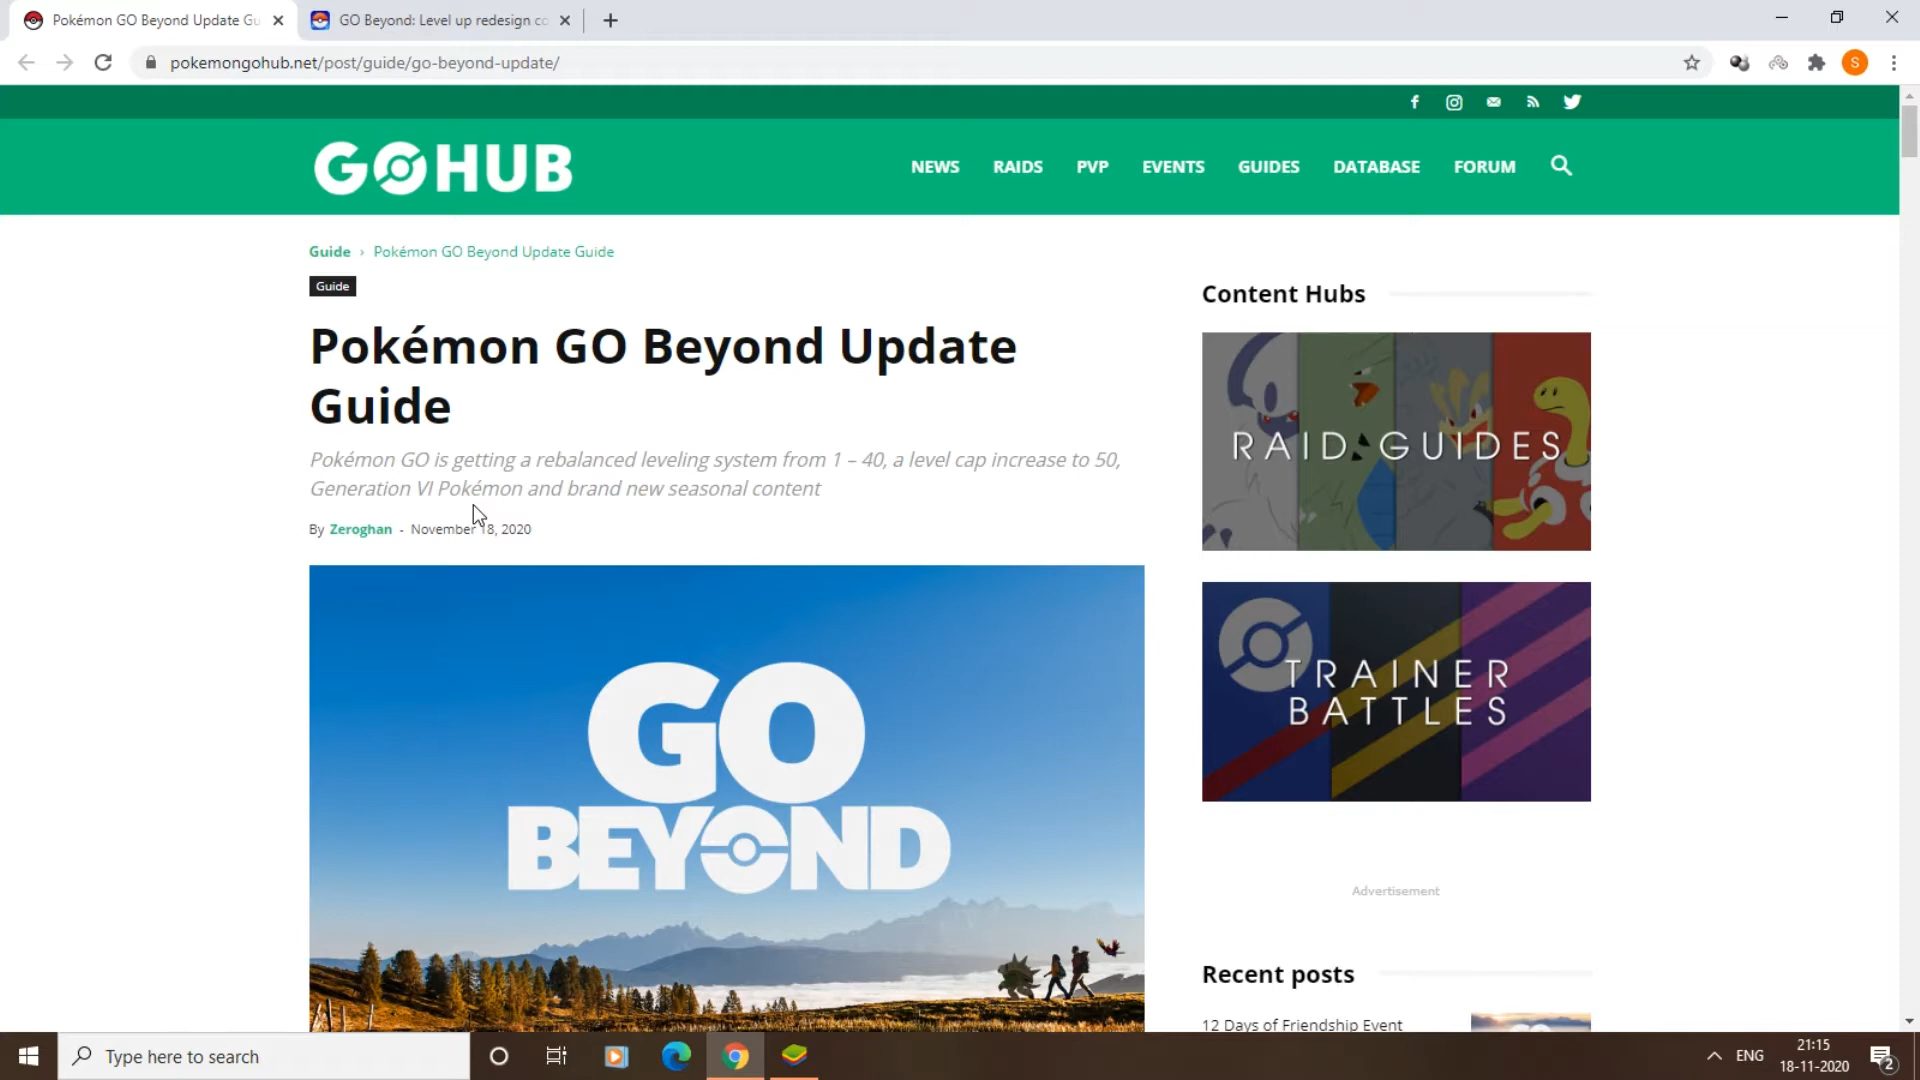 Pokémon GO Beyond Update Gu
GO Beyond: Level up redesign co
pokemongohub.net/post/guide/go-beyond-update/
S
GOHUB
NEWS RAIDS PVP EVENTS GUIDES DATABASE FORUM
Guide › Pokémon GO Beyond Update Guide
Guide
Pokémon GO Beyond Update
Guide
Pokémon GO is getting a rebalanced leveling system from 1 – 40, a level cap increase to 50,
Generation VI Pokémon and brand new seasonal content
By Zeroghan - November 18, 2020
GO
BEYOND
Content Hubs
RAID GUIDES
TRAINER
BATTLES
Advertisement
Recent posts
12 Days of Friendship Event
Type here to search
ENG
21:15
18-11-2020
2